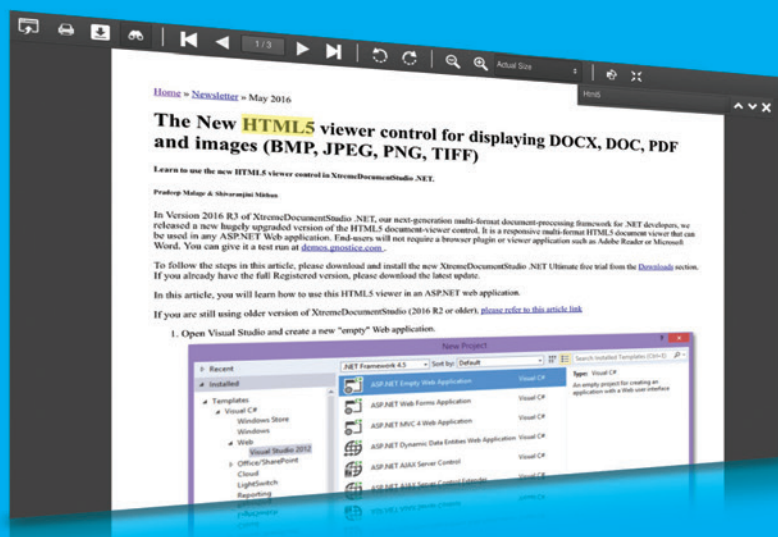 1 / 3
Actual Size
Html5
Home » Newsletter » May 2016
The New HTML5 viewer control for displaying DOCX, DOC, PDF
and images (BMP, JPEG, PNG, TIFF)
Learn to use the new HTML5 viewer control in XtremeDocumentStudio .NET.
Pradeep Malage & Shivaranjini Mithun
In Version 2016 R3 of XtremeDocumentStudio .NET, our next-generation multi-format document-processing framework for .NET developers, we
released a new hugely upgraded version of the HTML5 document-viewer control. It is a responsive multi-format HTML5 document viewer that can
be used in any ASP.NET Web application. End-users will not require a browser plugin or viewer application such as Adobe Reader or Microsoft
Word. You can give it a test run at demos.gnostice.com .
To follow the steps in this article, please download and install the new XtremeDocumentStudio .NET Ultimate free trial from the Downloads section.
If you already have the full Registered version, please download the latest update.
In this article, you will learn how to use this HTML5 viewer in an ASP.NET web application.
If you are still using older version of XtremeDocumentStudio (2016 R2 or older), please refer to this article link
1. Open Visual Studio and create a new "empty" Web application.
New Project
Recent
.NET Framework 4.5
Sort by: Default
Search Installed Templates (Ctrl+E)
Installed
ASP.NET Empty Web Application
Visual C#
Type: Visual C#
An empty project for creating an
application with a Web user interface
Templates
Visual C#
Windows Store
Windows
Web
Visual Studio 2012
Office/SharePoint
Cloud
LightSwitch
Reporting
ASP.NET Web Forms Application
Visual C#
ASP.NET MVC 4 Web Application
Visual C#
ASP.NET Dynamic Data Entities Web Application
Visual C#
ASP.NET AJAX Server Control
Visual C#
ASP.NET AJAX Server Control Extender
Visual C#